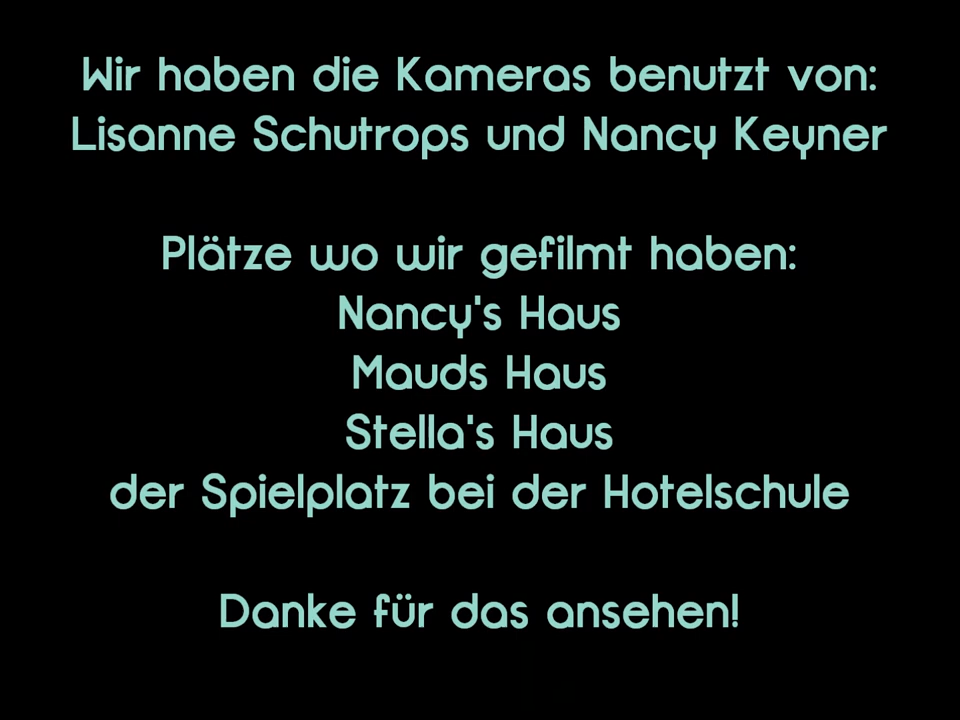 Wir haben die Kameras benutzt von:
Lisanne Schutrops und Nancy Keyner
Plätze wo wir gefilmt haben:
Nancy's Haus
Mauds Haus
Stella's Haus
der Spielplatz bei der Hotelschule
Danke für das ansehen!